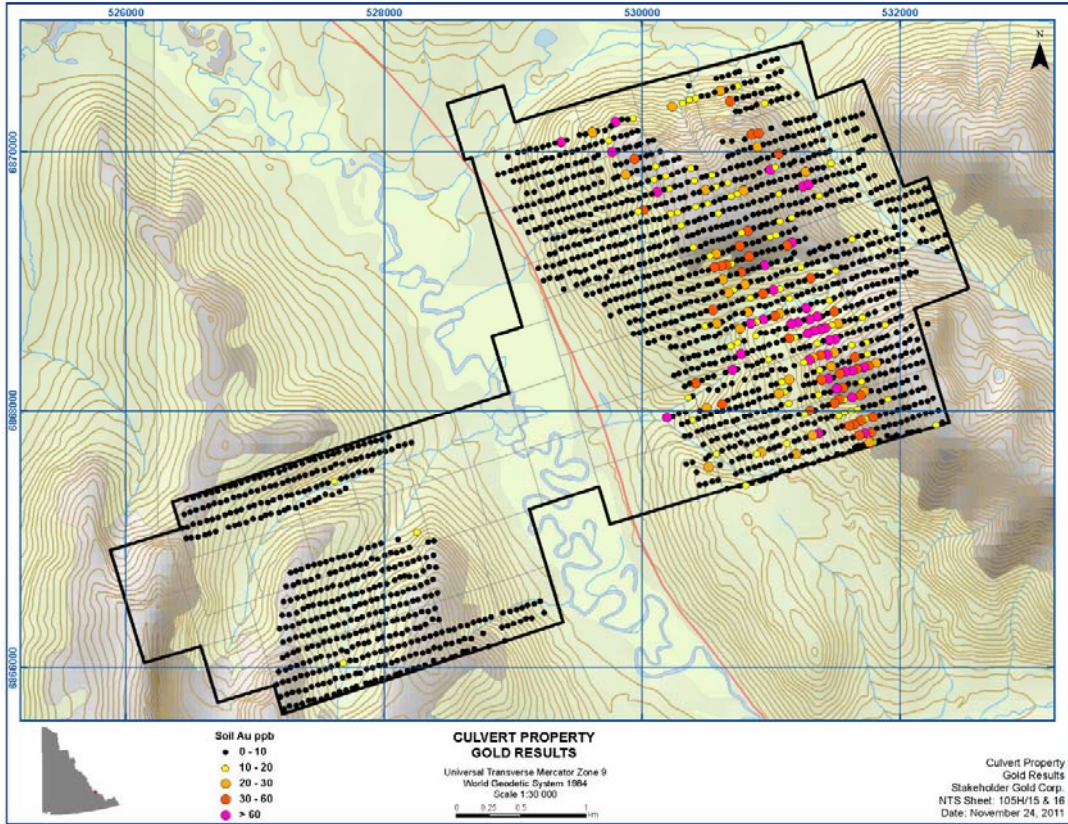 526000
528000
530000
532000
N
6870000
6868000
6866000
Soil Au ppb
0 - 10
10 - 20
20 - 30
30 - 60
> 60
CULVERT PROPERTY
GOLD RESULTS
Universal Transverse Mercator Zone 9
World Geodetic System 1984
Scale 1:30 000
0 0.25 0.5 1
km
Culvert Property
Gold Results
Stakeholder Gold Corp.
NTS Sheet: 105H/15 & 16
Date: November 24, 2011